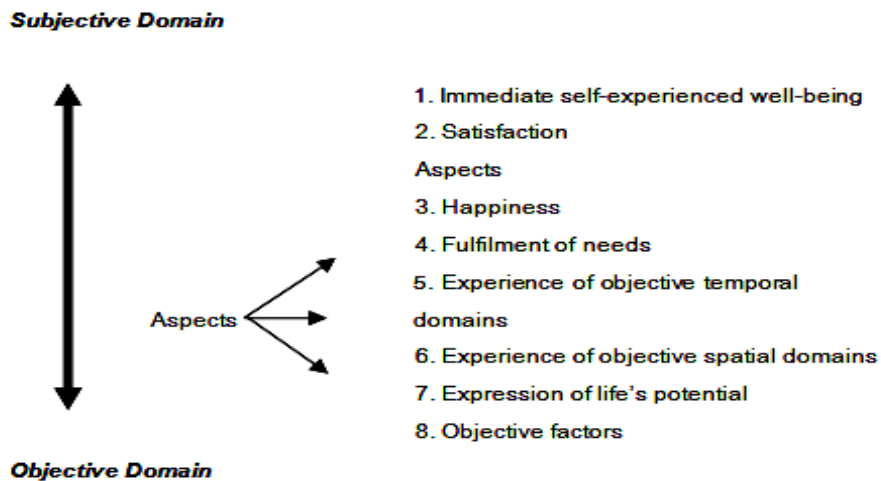 Subjective Domain
1. Immediate self-experienced well-being
2. Satisfaction
Aspects
3. Happiness
4. Fulfilment of needs
5. Experience of objective temporal
Aspects
domains
6. Experience of objective spatial domains
7. Expression of life's potential
8. Objective factors
Objective Domain